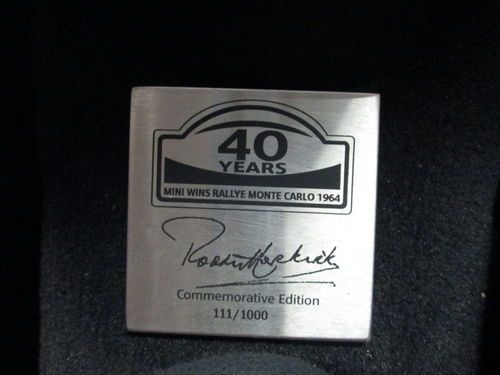 40
YEARS
MINI WINS RALLYE MONTE CARLO 1964
Commemorative Edition
111/1000